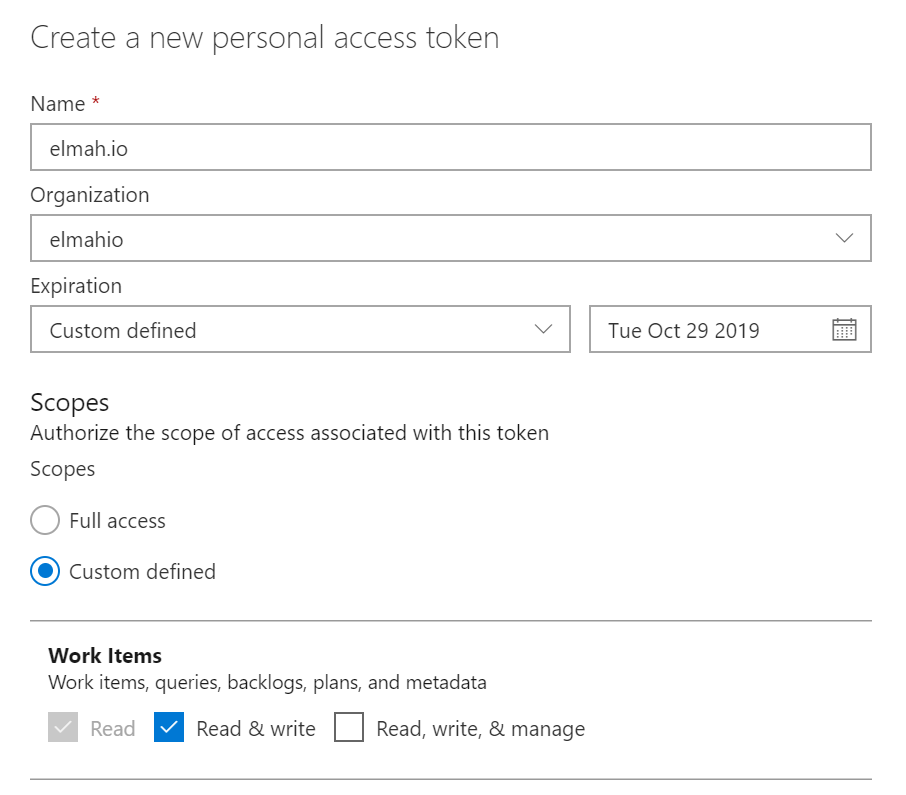 Create a new personal access token
Name *
elmah.io
Organization
elmahio
Expiration
Custom defined
Tue Oct 29 2019
Scopes
Authorize the scope of access associated with this token
Scopes
Full access
Custom defined
Work Items
Work items, queries, backlogs, plans, and metadata
Read Read & write Read, write, & manage